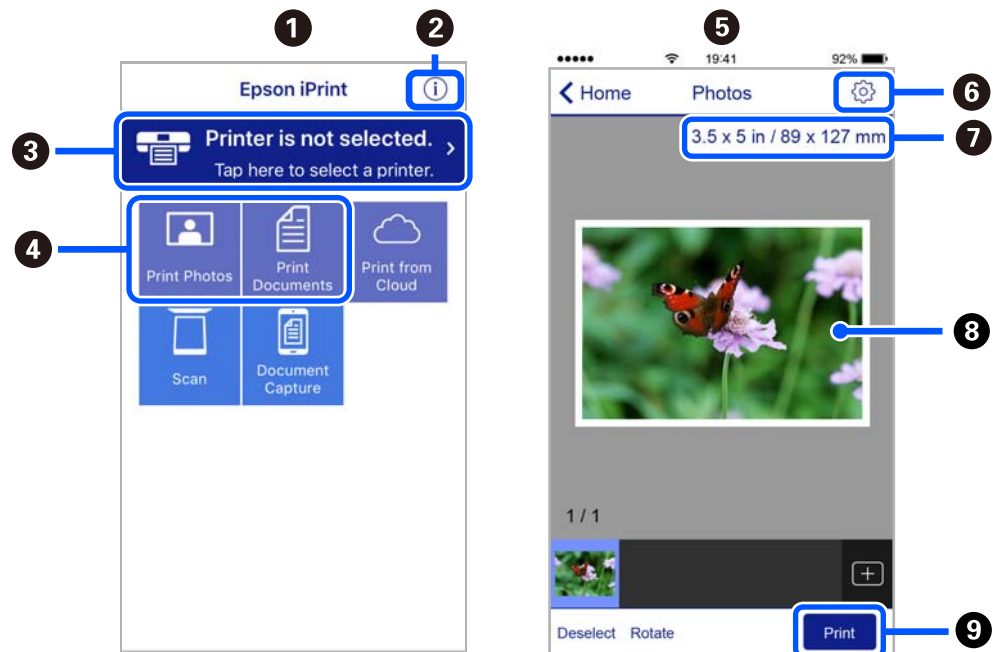 1
2
Epson iPrint
3
Printer is not selected.
Tap here to select a printer.
4
Print Photos
Print
Documents
Print from
Cloud
Scan
Document
Capture
5
19:41
92%
Home
Photos
6
7
3.5 x 5 in / 89 x 127 mm
8
1 / 1
Deselect
Rotate
Print
9